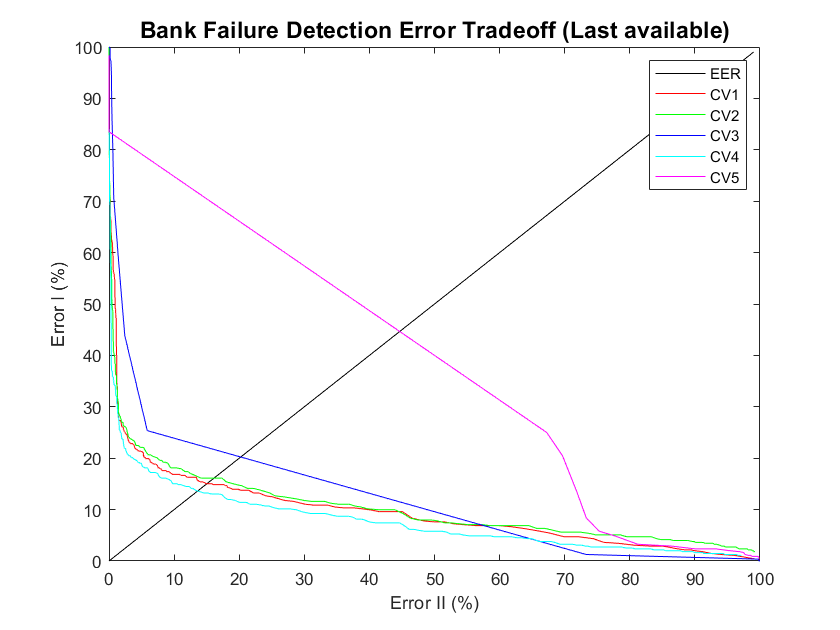 Bank Failure Detection Error Tradeoff (Last available)
100
90
80
70
60
50
40
30
20
10
0
Error I (%)
EER
CV1
CV2
CV3
CV4
CV5
0 10 20 30 40 50 60 70 80 90 100
Error II (%)